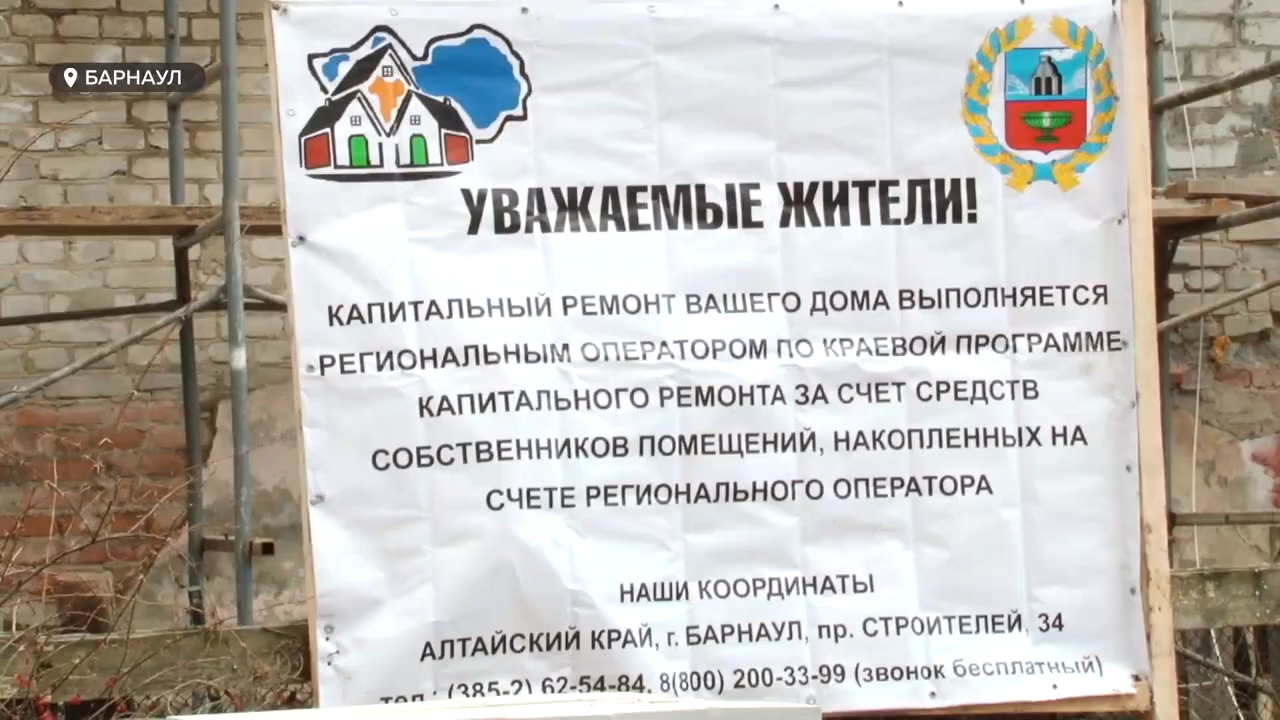 БАРНАУЛ
УВАЖАЕМЫЕ ЖИТЕЛИ!
КАПИТАЛЬНЫЙ РЕМОНТ ВАШЕГО ДОМА ВЫПОЛНЯЕТСЯ
РЕГИОНАЛЬНЫМ ОПЕРАТОРОМ ПО КРАЕВОЙ ПРОГРАММЕ
КАПИТАЛЬНОГО РЕМОНТА ЗА СЧЕТ СРЕДСТВ
СОБСТВЕННИКОВ ПОМЕЩЕНИЙ, НАКОПЛЕННЫХ НА
СЧЕТЕ РЕГИОНАЛЬНОГО ОПЕРАТОРА
НАШИ КООРДИНАТЫ
АЛТАЙСКИЙ КРАЙ, г. БАРНАУЛ, пр. СТРОИТЕЛЕЙ, 34
тел.: (385-2) 62-54-84, 8(800) 200-33-99 (звонок бесплатный)